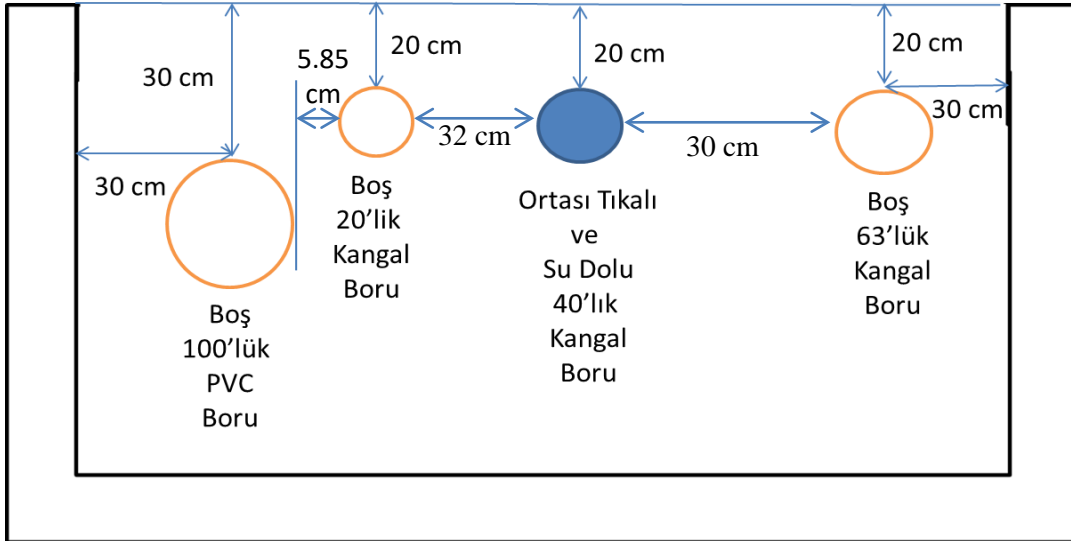 30 cm
5.85
cm
20 cm
20 cm
20 cm
30 cm
30 cm
32 cm
30 cm
Boş
100'lük
PVC
Boru
Boş
20'lik
Kangal
Boru
Ortası Tıkalı
ve
Su Dolu
40'lık
Kangal
Boru
Boş
63'lük
Kangal
Boru